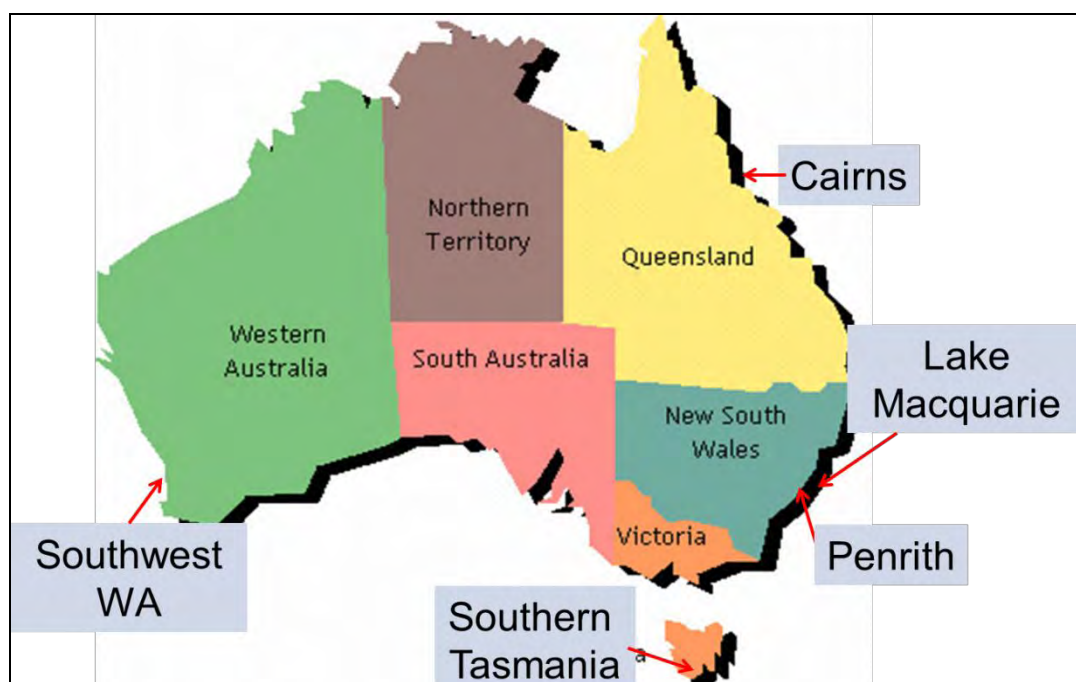 Cairns
Northern
Territory
Queensland
Western
Australia
South Australia
Lake
Macquarie
New South
Wales
Southwest
WA
Victoria
Penrith
Southern
Tasmania
a